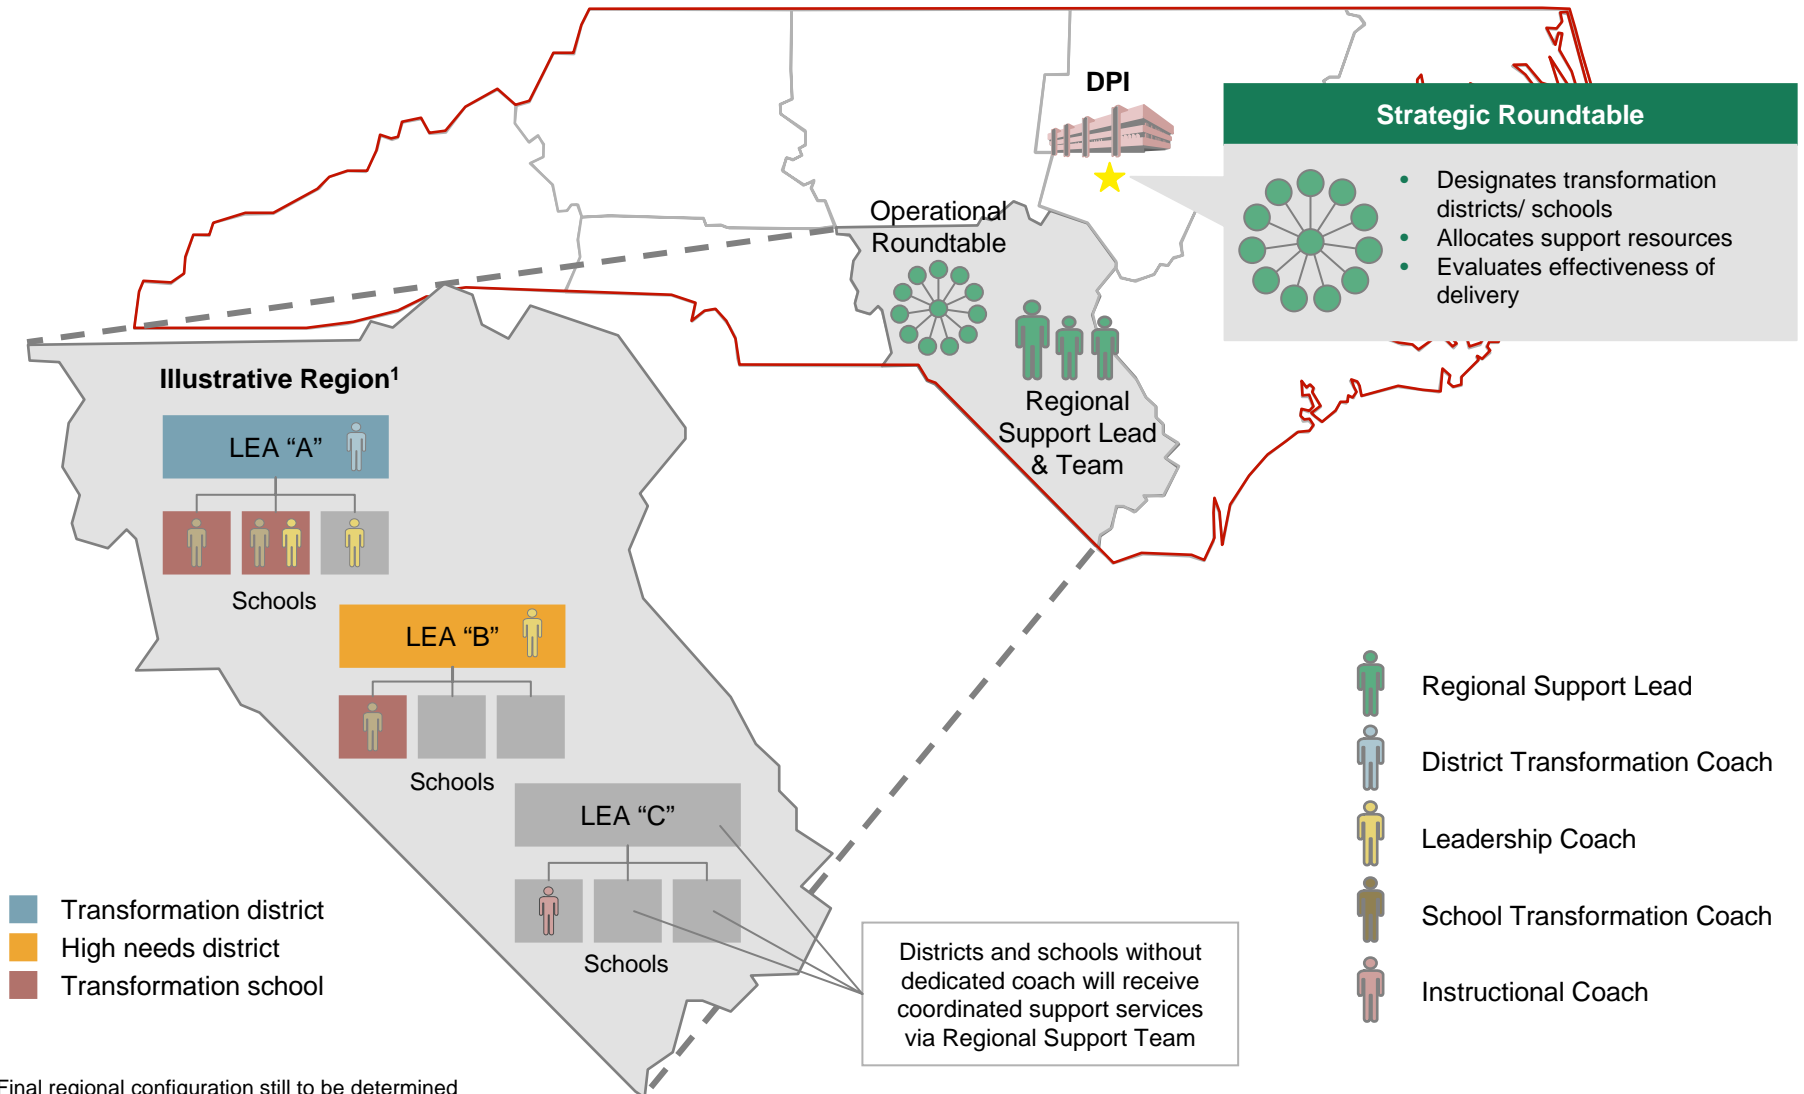 DPI
Strategic Roundtable
• Designates transformation
districts/ schools
• Allocates support resources
• Evaluates effectiveness of
delivery
Operational
Roundtable
Regional
Support Lead
& Team
Illustrative Region¹
LEA “A”
Schools
LEA “B”
Schools
LEA “C”
Schools
Transformation district
High needs district
Transformation school
Districts and schools without
dedicated coach will receive
coordinated support services
via Regional Support Team
Regional Support Lead
District Transformation Coach
Leadership Coach
School Transformation Coach
Instructional Coach
Final regional configuration still to be determined